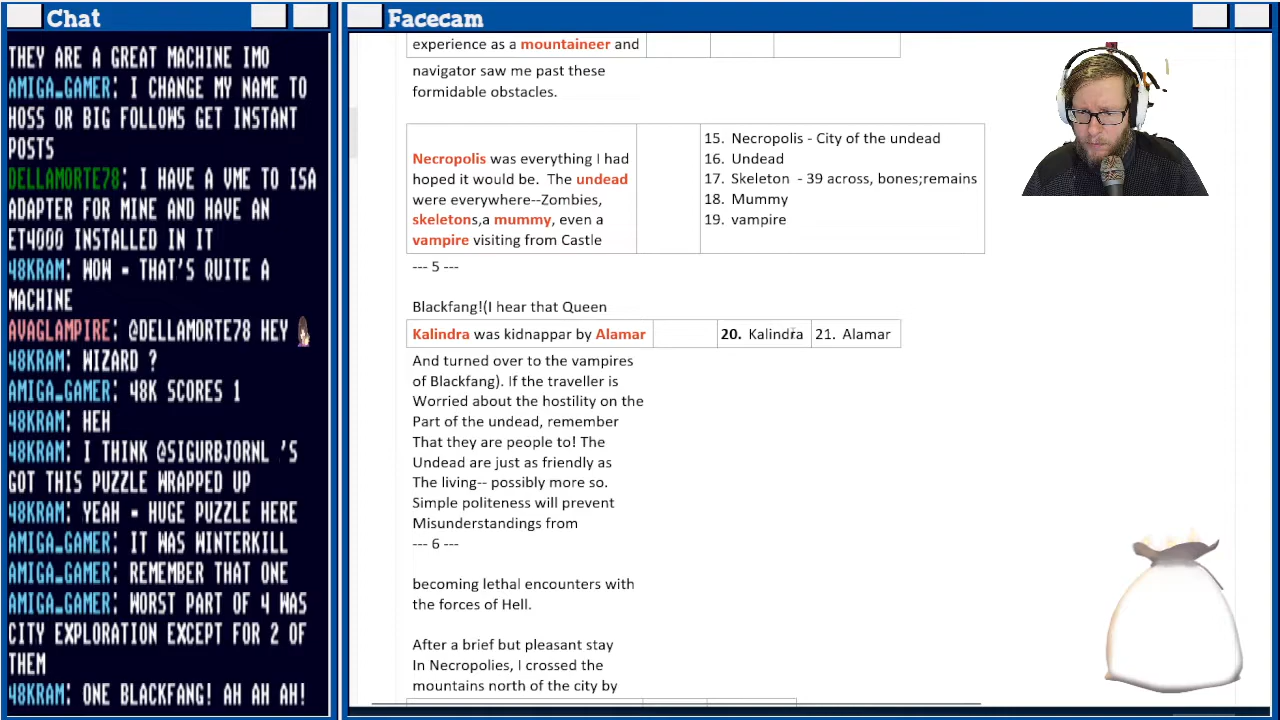 Chat
THEY ARE A GREAT MACHINE IMO
AMIGA_GAMER: I CHANGE MY NAME TO
HOSS OR BIG FOLLOWS GET INSTANT
POSTS
DELLAMORTE78: I HAVE A VME TO ISA
ADAPTER FOR MINE AND HAVE AN
ET4000 INSTALLED IN IT
48KRAM: WOW - THAT'S QUITE A
MACHINE
AVAGLAMPIRE: @DELLAMORTE78 HEY
48KRAM: WIZARD ?
AMIGA_GAMER: 48K SCORES 1
48KRAM: HEH
48KRAM: I THINK @SIGURBJORNL 'S
GOT THIS PUZZLE WRAPPED UP
48KRAM: YEAH - HUGE PUZZLE HERE
AMIGA_GAMER: IT WAS WINTERKILL
AMIGA_GAMER: REMEMBER THAT ONE
AMIGA_GAMER: WORST PART OF 4 WAS
CITY EXPLORATION EXCEPT FOR 2 OF
THEM
48KRAM: ONE BLACKFANG! AH AH AH!
Facecam
experience as a mountaineer and
navigator saw me past these
formidable obstacles.
Necropolis was everything I had
hoped it would be. The undead
were everywhere--Zombies,
skeletons,a mummy, even a
vampire visiting from Castle
15. Necropolis - City of the undead
16. Undead
17. Skeleton - 39 across, bones;remains
18. Mummy
19. vampire
--- 5 ---
Blackfang!(I hear that Queen
Kalindra was kidnappar by Alamar
20. Kalindra
21. Alamar
And turned over to the vampires
of Blackfang). If the traveller is
Worried about the hostility on the
Part of the undead, remember
That they are people to! The
Undead are just as friendly as
The living-- possibly more so.
Simple politeness will prevent
Misunderstandings from
--- 6 ---
becoming lethal encounters with
the forces of Hell.
After a brief but pleasant stay
In Necropolies, I crossed the
mountains north of the city by